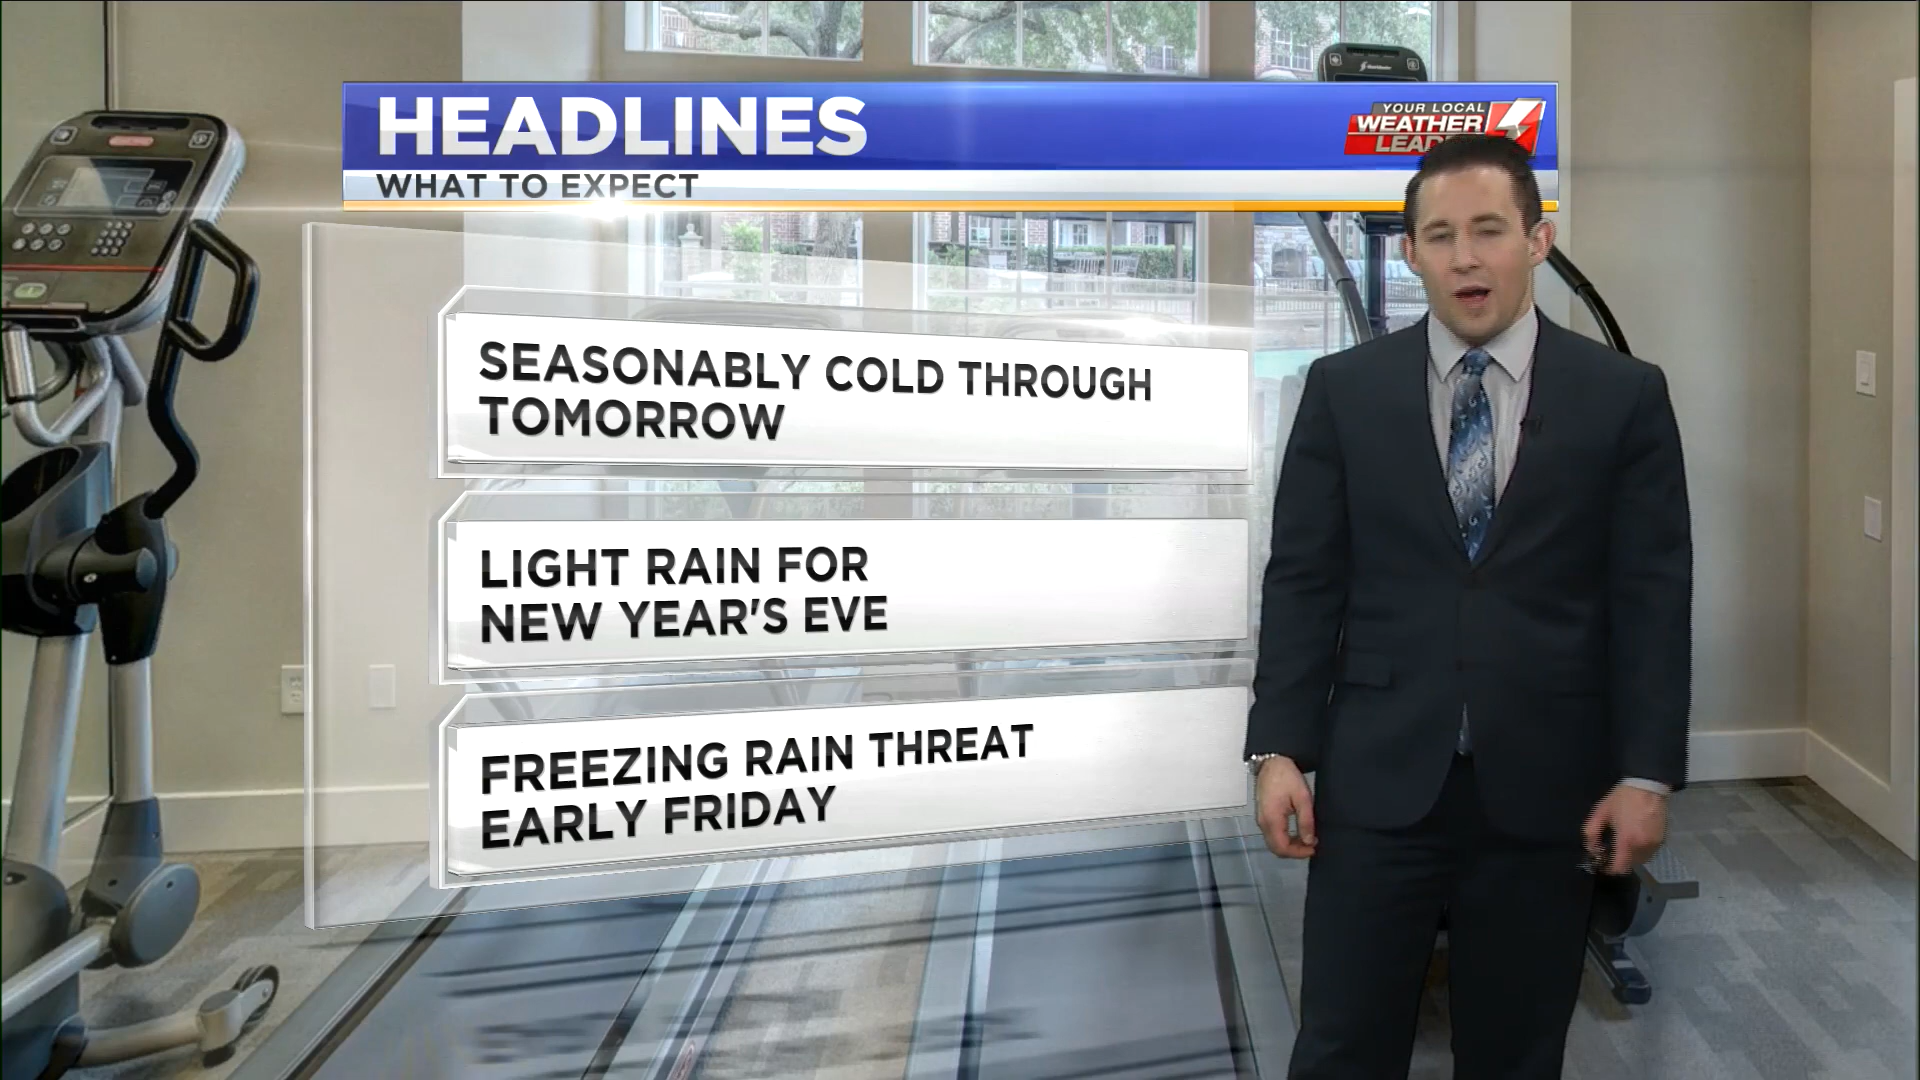 HEADLINES
WHAT TO EXPECT
YOUR LOCAL
WEATHER
4
SEASONABLY COLD THROUGH
TOMORROW
LIGHT RAIN FOR
NEW YEAR'S EVE
FREEZING RAIN THREAT
EARLY FRIDAY